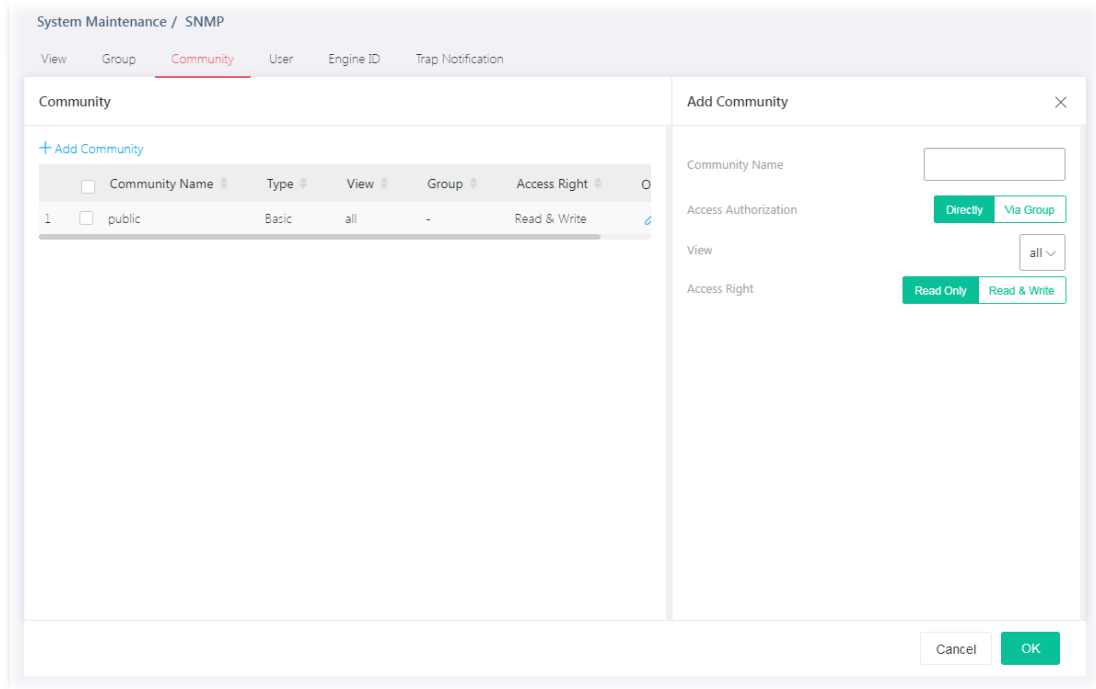 System Maintenance / SNMP
View Group Community User Engine ID Trap Notification
Community
Add Community
+ Add Community
Community Name Type View Group Access Right O
1 public Basic all - Read & Write
Community Name
Access Authorization Directly Via Group
View all
Access Right Read Only Read & Write
Cancel OK